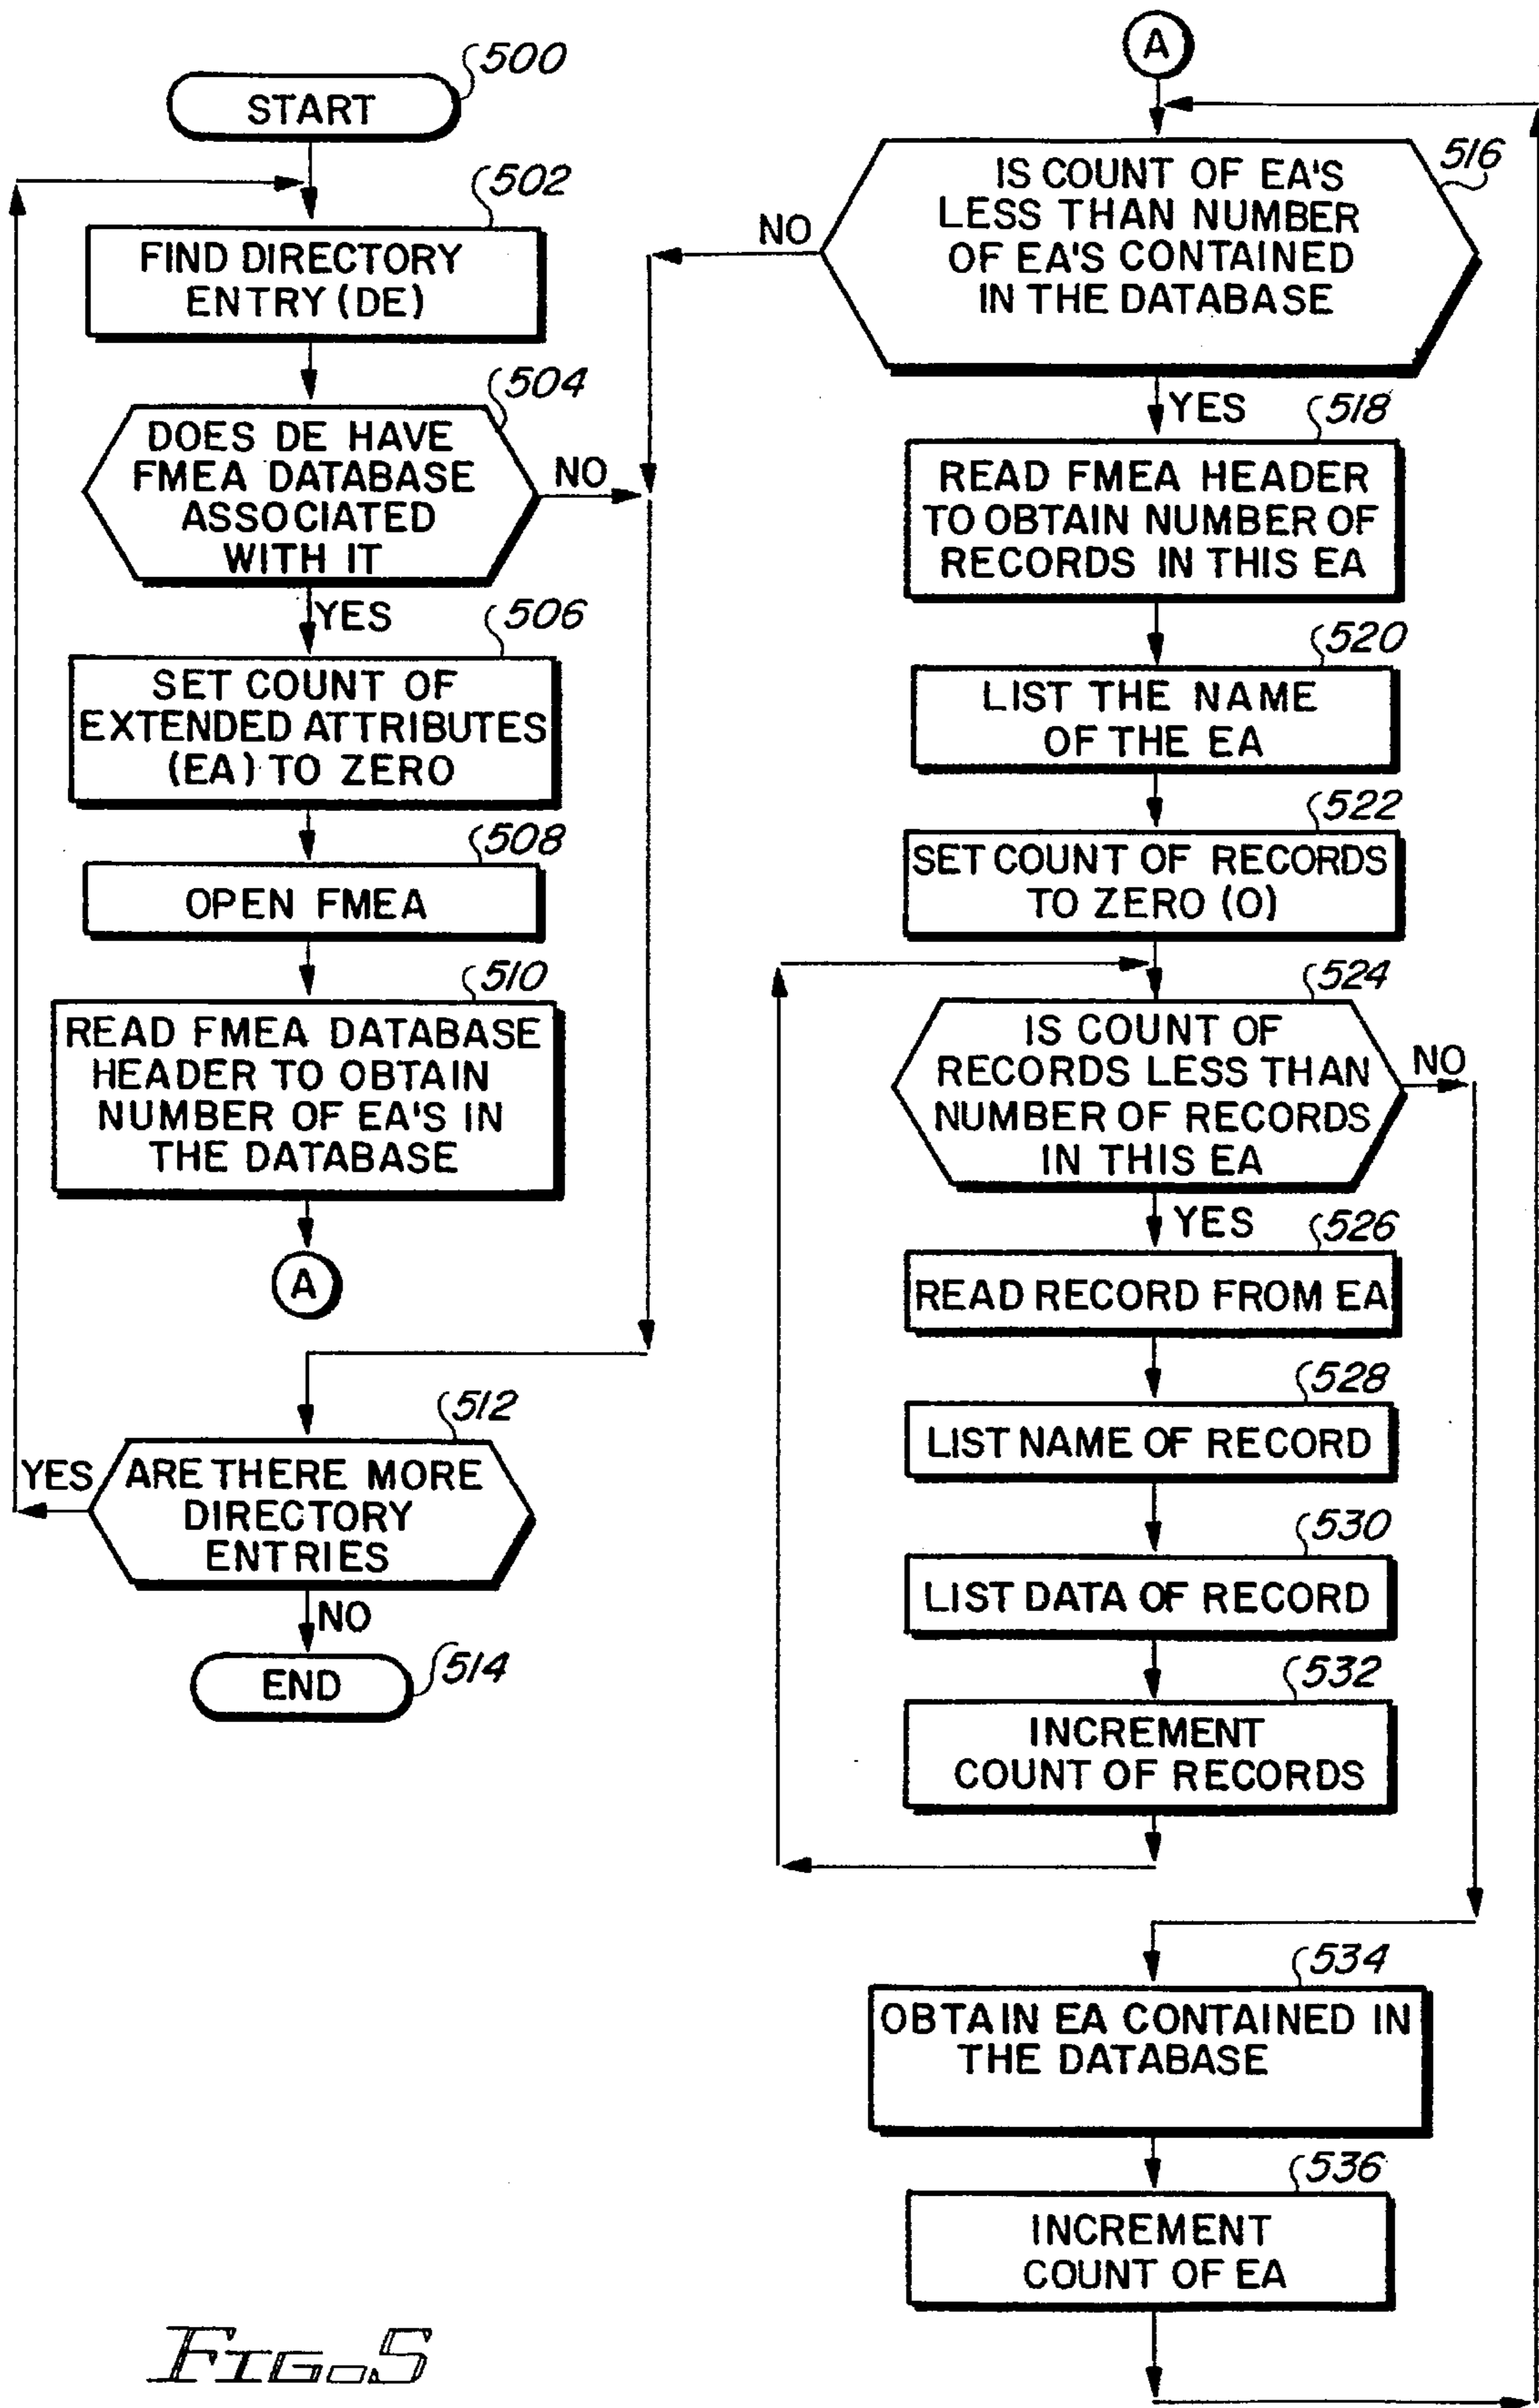 500
START
502
FIND DIRECTORY
ENTRY (DE)
504
DOES DE HAVE
FMEA DATABASE
ASSOCIATED
WITH IT
NO
YES
506
SET COUNT OF
EXTENDED ATTRIBUTES
(EA) TO ZERO
508
OPEN FMEA
510
READ FMEA DATABASE
HEADER TO OBTAIN
NUMBER OF EA'S IN
THE DATABASE
A
512
YES
ARE THERE MORE
DIRECTORY
ENTRIES
NO
END
514
A
516
IS COUNT OF EA'S
LESS THAN NUMBER
OF EA'S CONTAINED
IN THE DATABASE
NO
YES
518
READ FMEA HEADER
TO OBTAIN NUMBER OF
RECORDS IN THIS EA
520
LIST THE NAME
OF THE EA
522
SET COUNT OF RECORDS
TO ZERO (0)
524
IS COUNT OF
RECORDS LESS THAN
NUMBER OF RECORDS
IN THIS EA
NO
YES
526
READ RECORD FROM EA
528
LIST NAME OF RECORD
530
LIST DATA OF RECORD
532
INCREMENT
COUNT OF RECORDS
534
OBTAIN EA CONTAINED IN
THE DATABASE
536
INCREMENT
COUNT OF EA
FIG-5